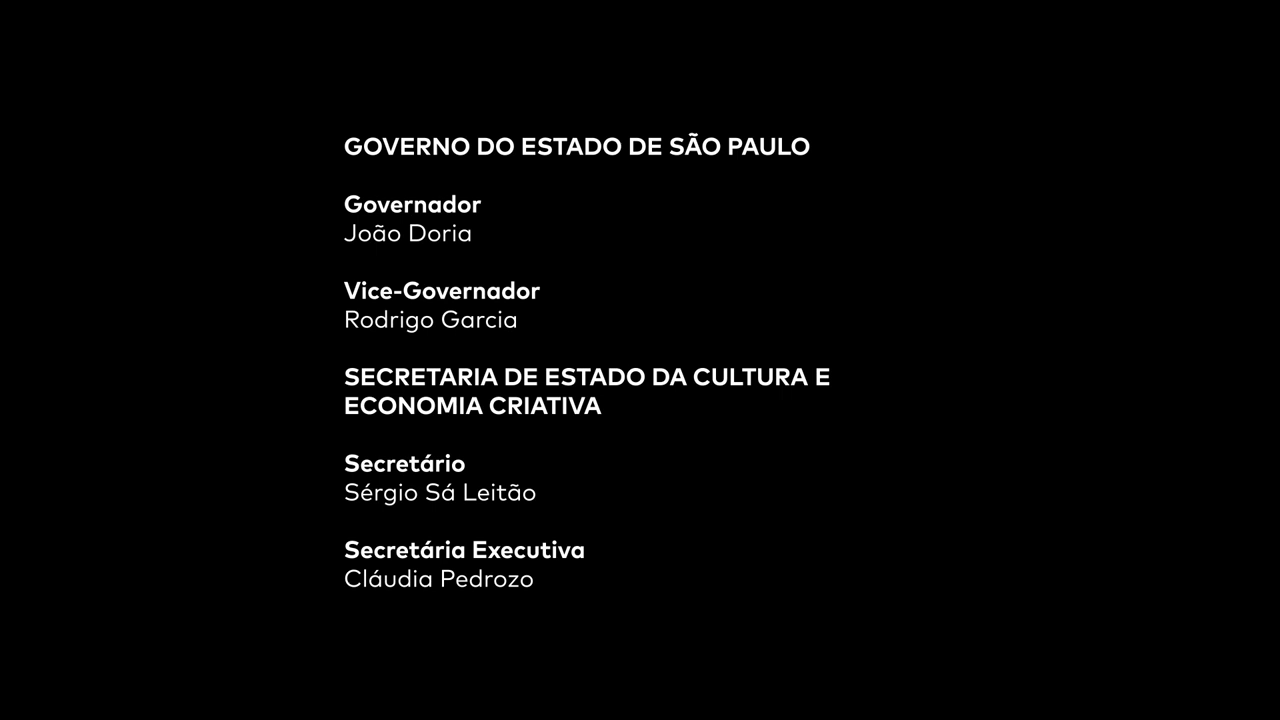 GOVERNO DO ESTADO DE SÃO PAULO
Governador
João Doria
Vice-Governador
Rodrigo Garcia
SECRETARIA DE ESTADO DA CULTURA E
ECONOMIA CRIATIVA
Secretário
Sérgio Sá Leitão
Secretária Executiva
Cláudia Pedrozo